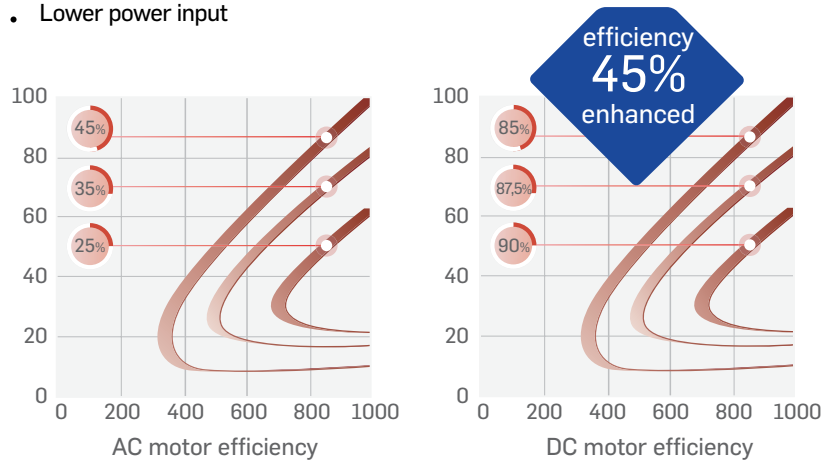 • Lower power input
efficiency
45%
enhanced
100
80
60
40
20
0
45%
35%
25%
0 200 400 600 800 1000
AC motor efficiency
100
80
60
40
20
0
85%
87,5%
90%
0 200 400 600 800 1000
DC motor efficiency